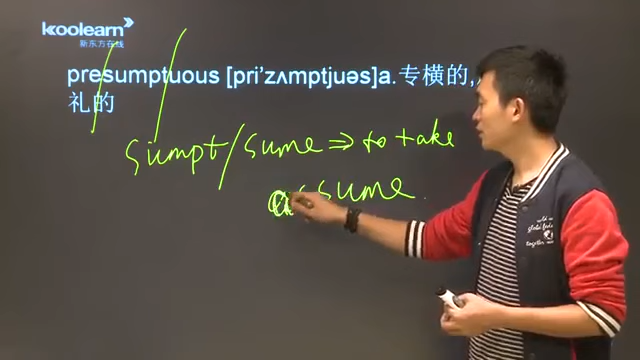 koolearn
新东方在线
presumptuous [pri'zʌmptjuəs]a.专横的,
礼的
sumpt/sume ⇒ to take
assume